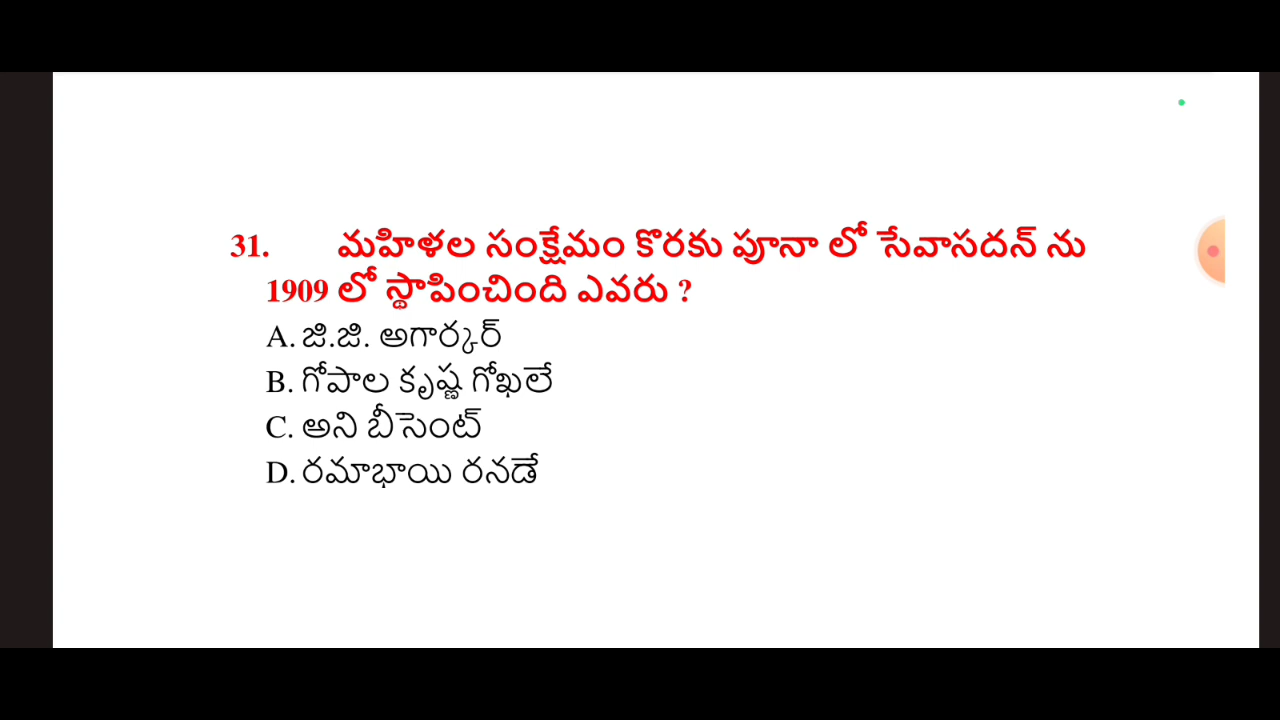 31. మహిళల సంక్షేమం కొరకు పూనా లో సేవాసదన్ ను
1909 లో స్థాపించింది ఎవరు ?
A. జి.జి. అగార్కర్
B. గోపాల కృష్ణ గోఖలే
C. అని బీసెంట్
D. రమాభాయి రనడే